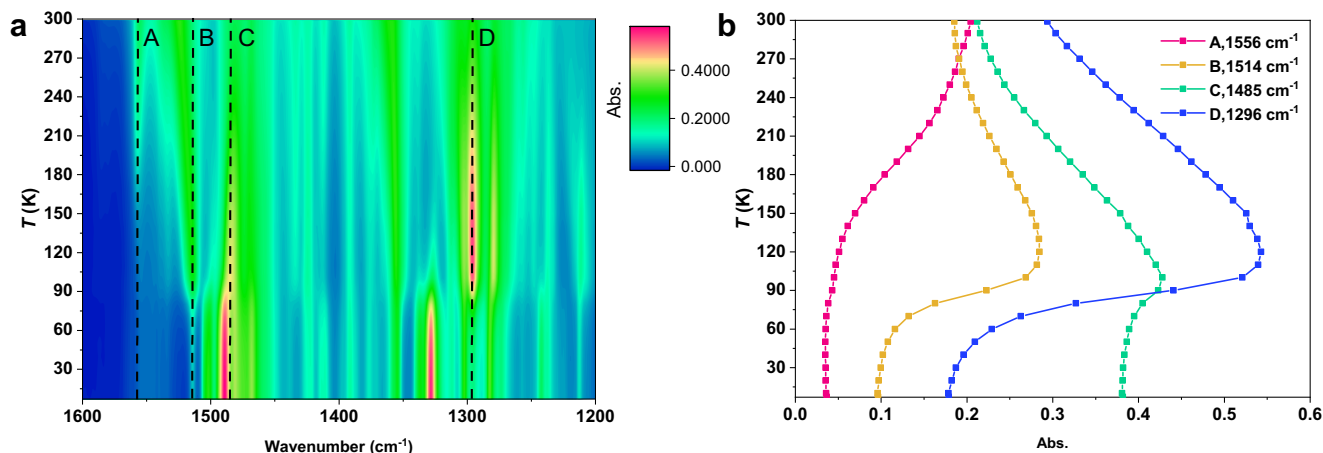 a
A
B
C
D
300
270
240
210
180
150
120
90
60
30
T (K)
1600
1500
1400
1300
1200
Wavenumber (cm⁻¹)
Abs.
0.4000
0.2000
0.000
b
A,1556 cm⁻¹
B,1514 cm⁻¹
C,1485 cm⁻¹
D,1296 cm⁻¹
300
270
240
210
180
150
120
90
60
30
T (K)
0.0
0.1
0.2
0.3
0.4
0.5
0.6
Abs.